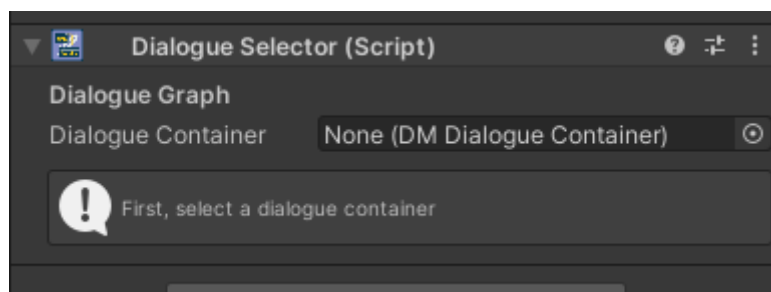 Dialogue Selector (Script)
Dialogue Graph
Dialogue Container None (DM Dialogue Container)
First, select a dialogue container